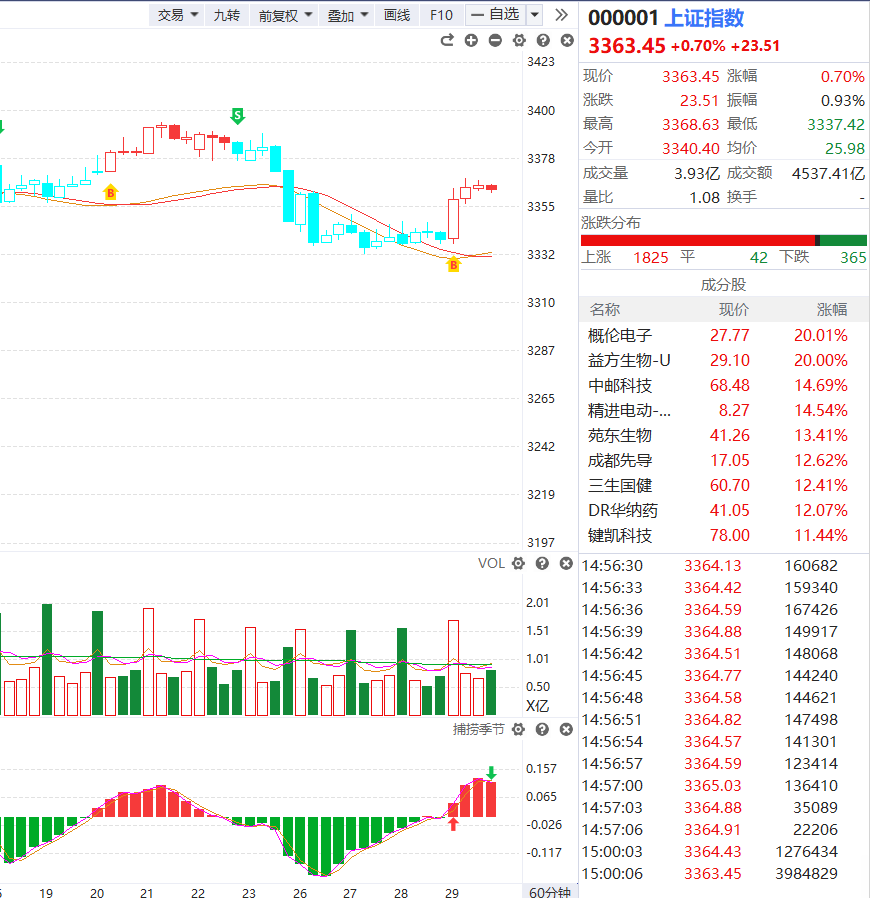 交易 九转 前复权 叠加 画线 F10 一 自选
000001 上证指数
3363.45 +0.70% +23.51
现价 3363.45 涨幅 0.70%
涨跌 23.51 振幅 0.93%
最高 3368.63 最低 3337.42
今开 3340.40 均价 25.98
成交量 3.93亿 成交额 4537.41亿
量比 1.08 换手 -
涨跌分布
上涨 1825 平 42 下跌 365
成分股
名称 现价 涨幅
概伦电子 27.77 20.01%
益方生物-U 29.10 20.00%
中邮科技 68.48 14.69%
精进电动-... 8.27 14.54%
苑东生物 41.26 13.41%
成都先导 17.05 12.62%
三生国健 60.70 12.41%
DR华纳药 41.05 12.07%
键凯科技 78.00 11.44%
14:56:30 3364.13 160682
14:56:33 3364.42 159340
14:56:36 3364.59 167426
14:56:39 3364.88 149917
14:56:42 3364.51 148068
14:56:45 3364.77 144240
14:56:48 3364.58 144621
14:56:51 3364.82 147498
14:56:54 3364.57 141301
14:56:57 3364.59 123414
14:57:00 3365.03 136410
14:57:03 3364.88 35089
14:57:06 3364.91 22206
15:00:03 3364.43 1276434
15:00:06 3363.45 3984829
3423
3400
3378
3355
3332
3310
3287
3265
3242
3219
3197
S
B
B
VOL
2.01
1.51
1.01
0.50
X亿
捕捞季节
0.157
0.065
-0.026
-0.117
19 20 21 22 23 26 27 28 29 60分钟